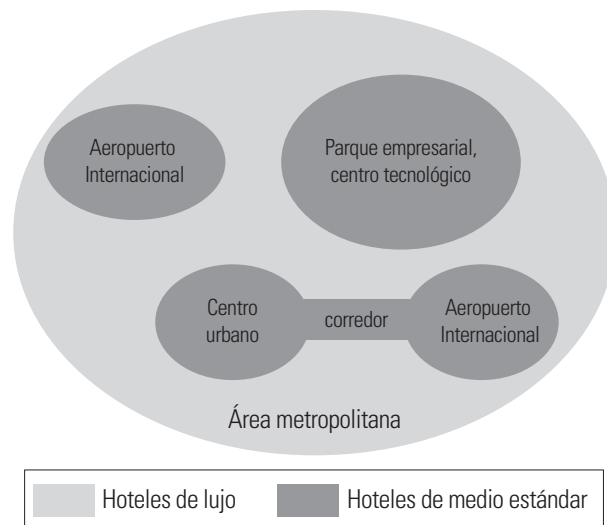 Aeropuerto
Internacional
Parque empresarial,
centro tecnológico
Centro
urbano
corredor
Aeropuerto
Internacional
Área metropolitana
Hoteles de lujo
Hoteles de medio estándar